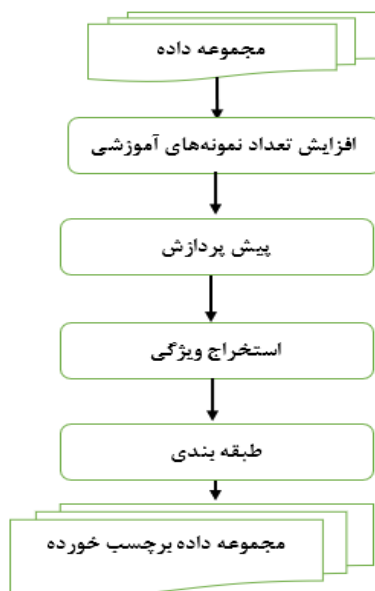 مجموعه داده
افزایش تعداد نمونه‌های آموزشی
پیش پردازش
استخراج ویژگی
طبقه بندی
مجموعه داده برچسب خورده